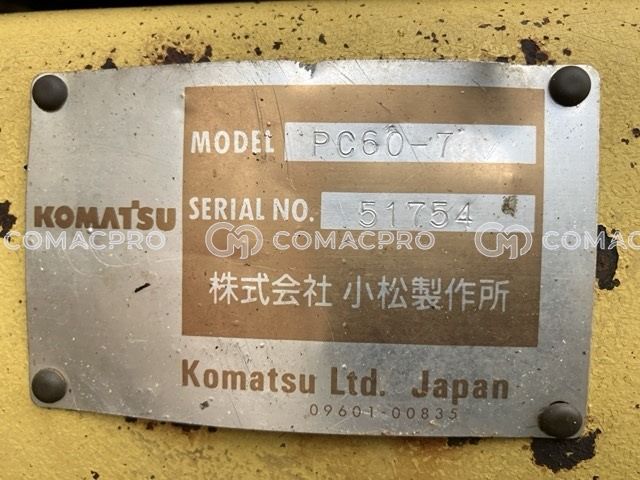 MODEL PC60-7
KOMATSU
SERIAL NO. 51754
COMACPRO COMACPRO COMACPRO
株式会社 小松製作所
Komatsu Ltd. Japan
09601-00835